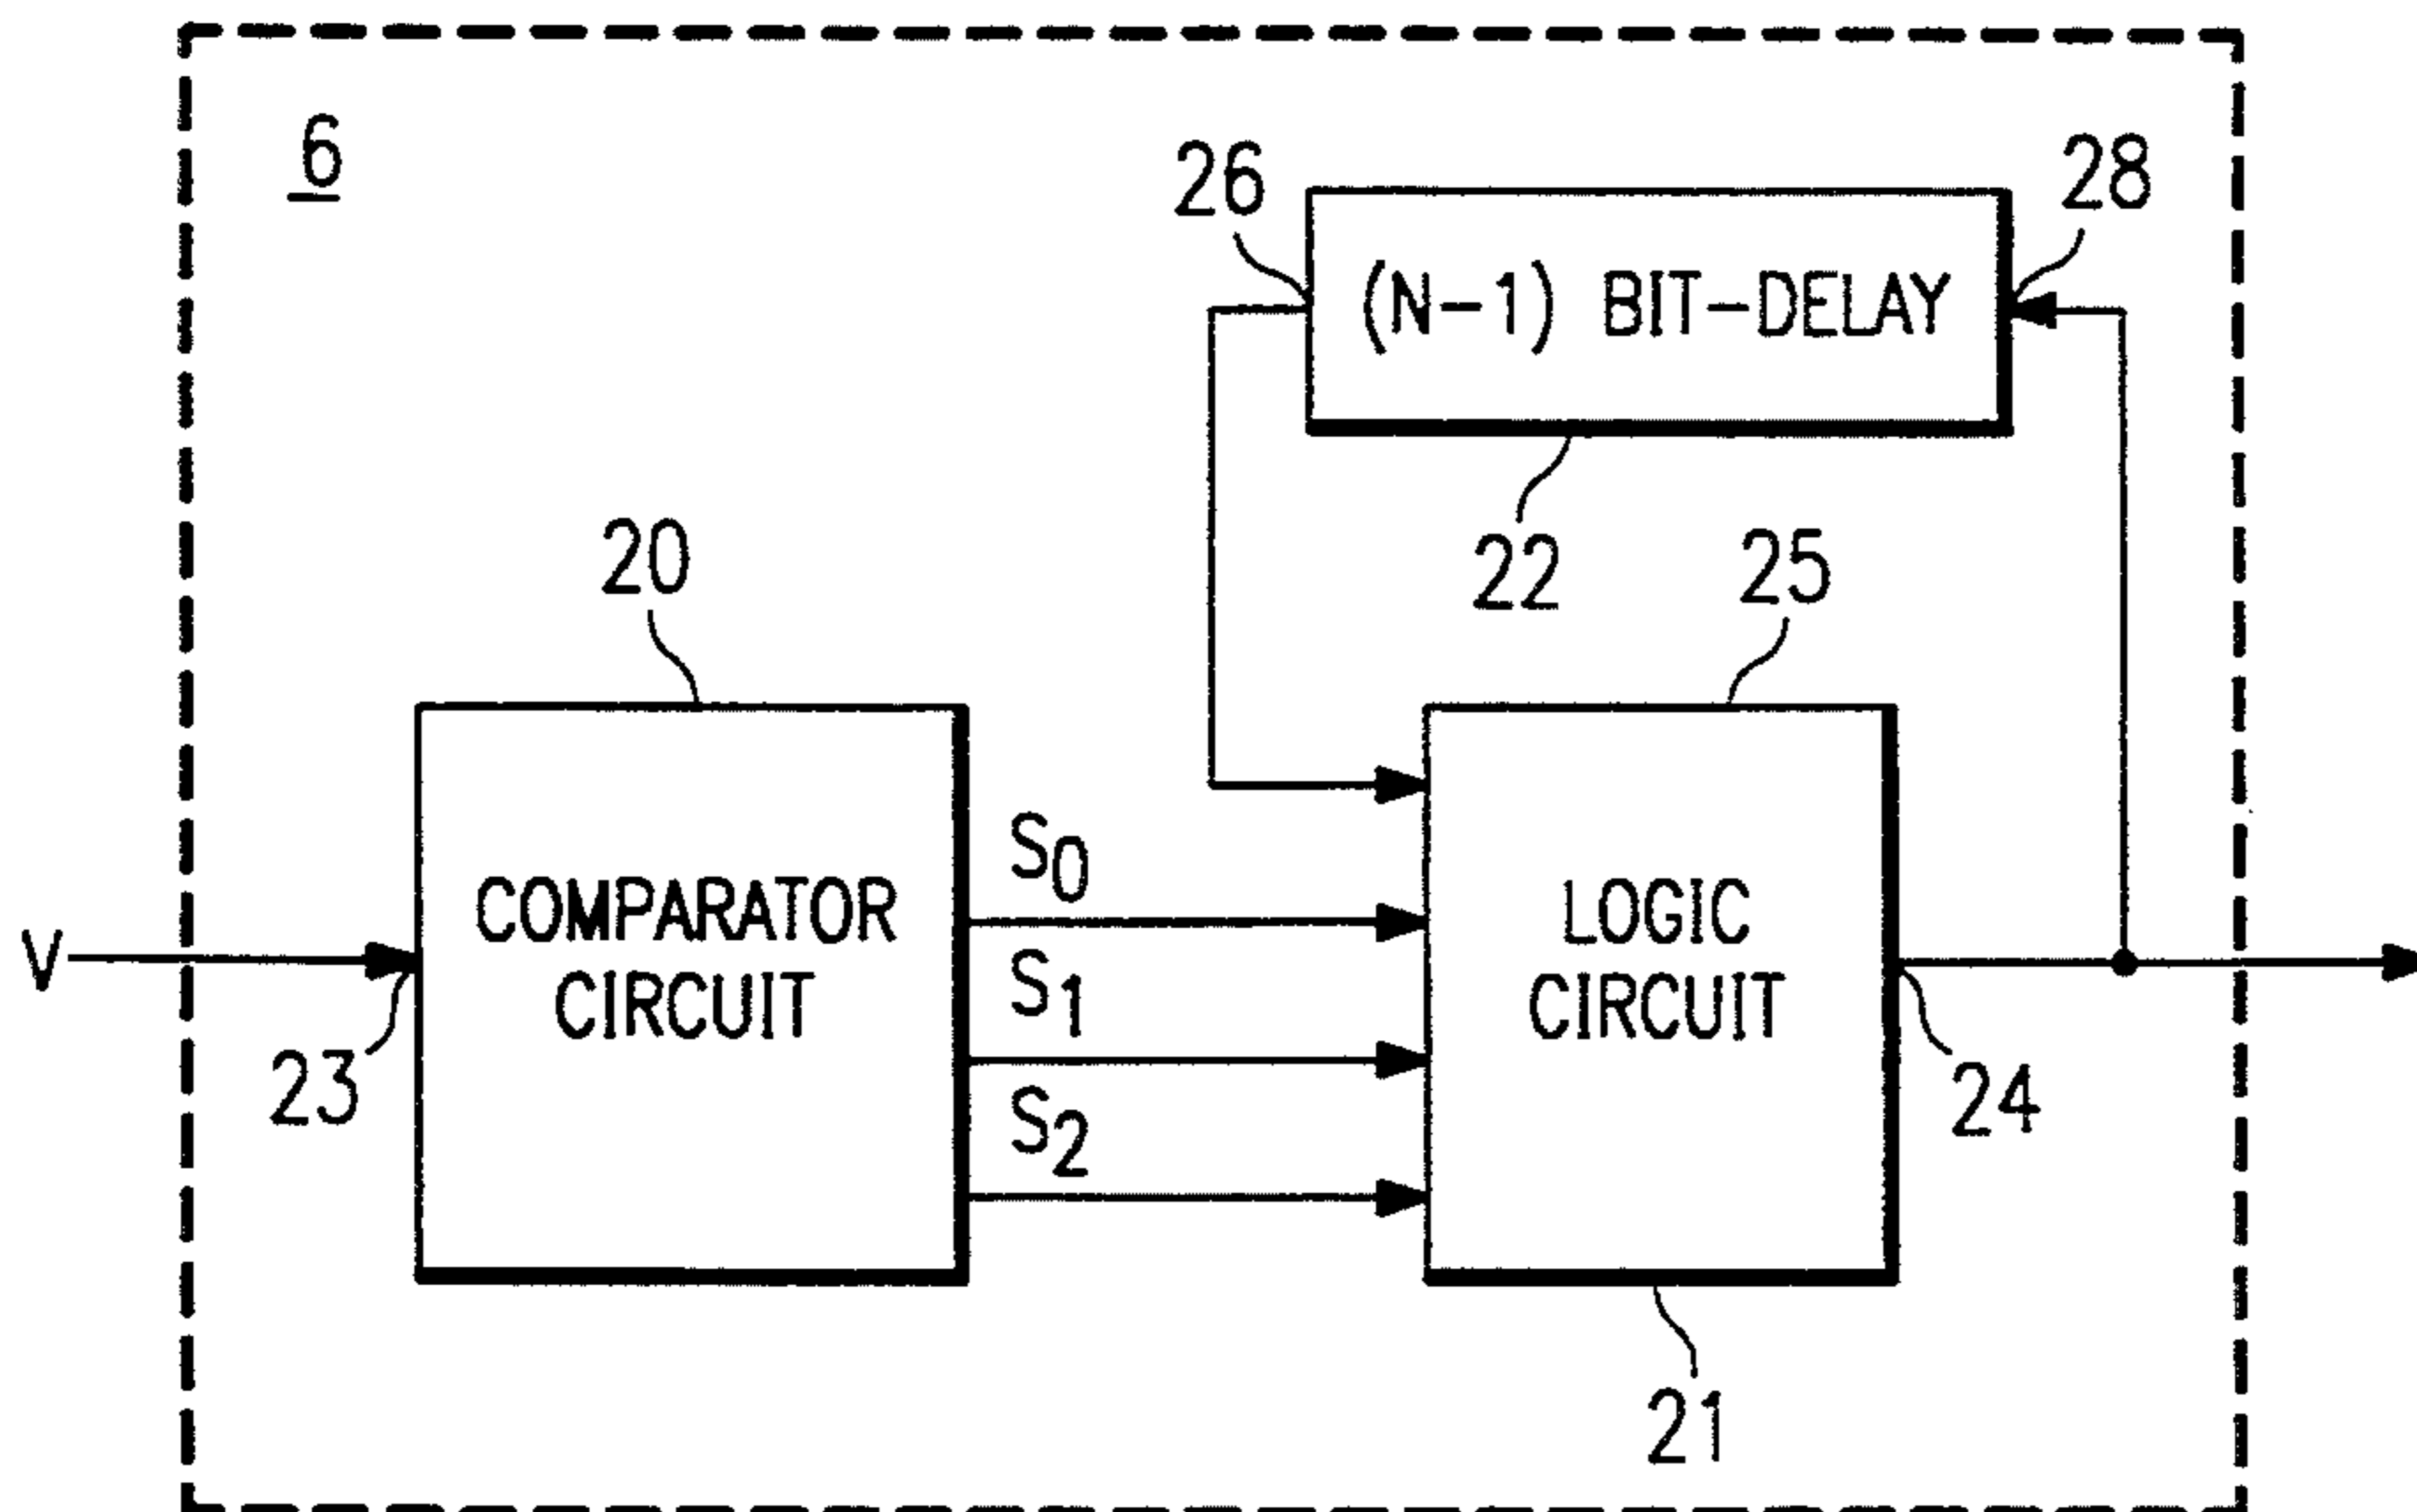 6
26
28
(N-1) BIT-DELAY
22
20
25
S0
S1
S2
V
COMPARATOR
CIRCUIT
LOGIC
CIRCUIT
23
24
21